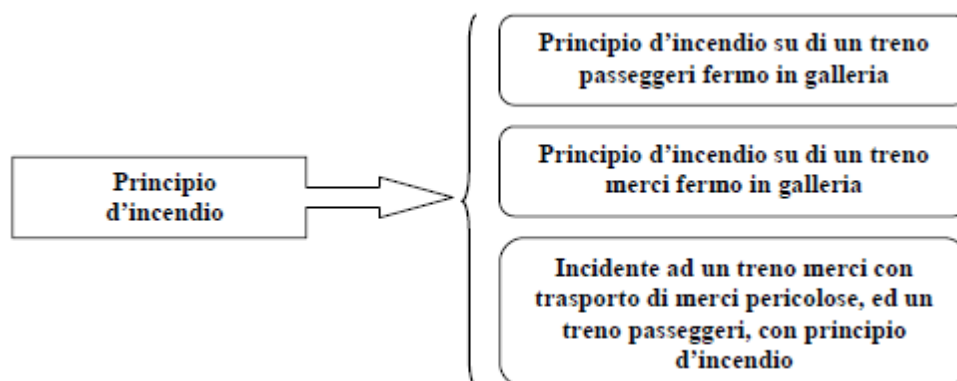 Principio
d’incendio
Principio d’incendio su di un treno
passeggeri fermo in galleria
Principio d’incendio su di un treno
merci fermo in galleria
Incidente ad un treno merci con
trasporto di merci pericolose, ed un
treno passeggeri, con principio
d’incendio